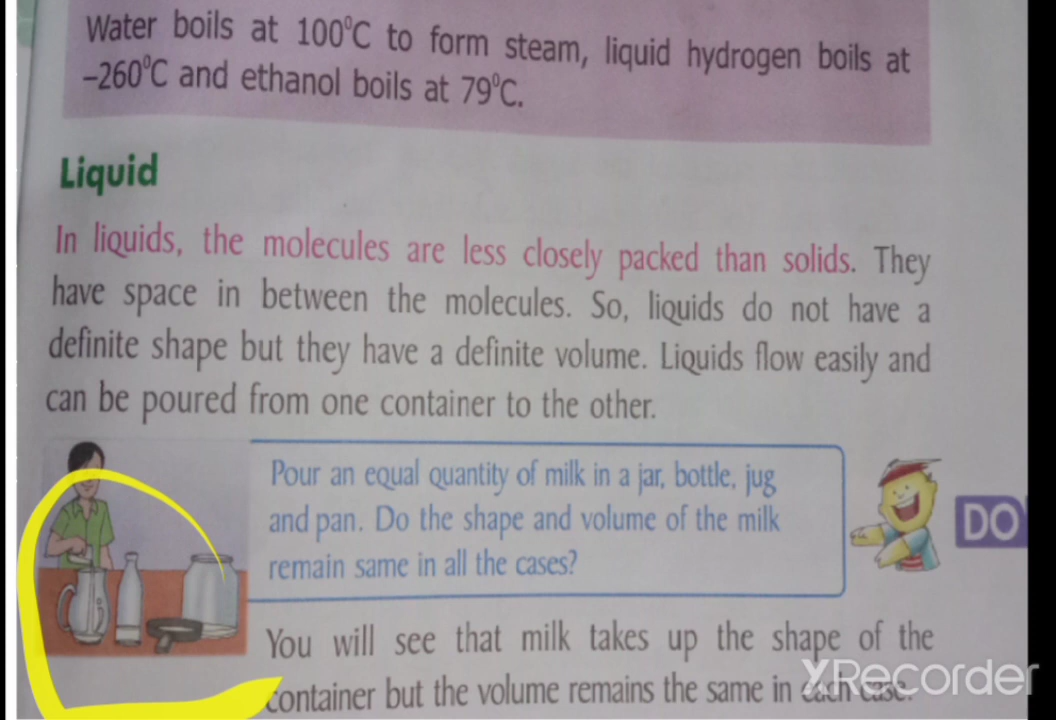 Water boils at 100⁰C to form steam, liquid hydrogen boils at
–260⁰C and ethanol boils at 79⁰C.
Liquid
In liquids, the molecules are less closely packed than solids. They
have space in between the molecules. So, liquids do not have a
definite shape but they have a definite volume. Liquids flow easily and
can be poured from one container to the other.
Pour an equal quantity of milk in a jar, bottle, jug
and pan. Do the shape and volume of the milk
remain same in all the cases?
DO
You will see that milk takes up the shape of the
container but the volume remains the same in each case.
XRecorder